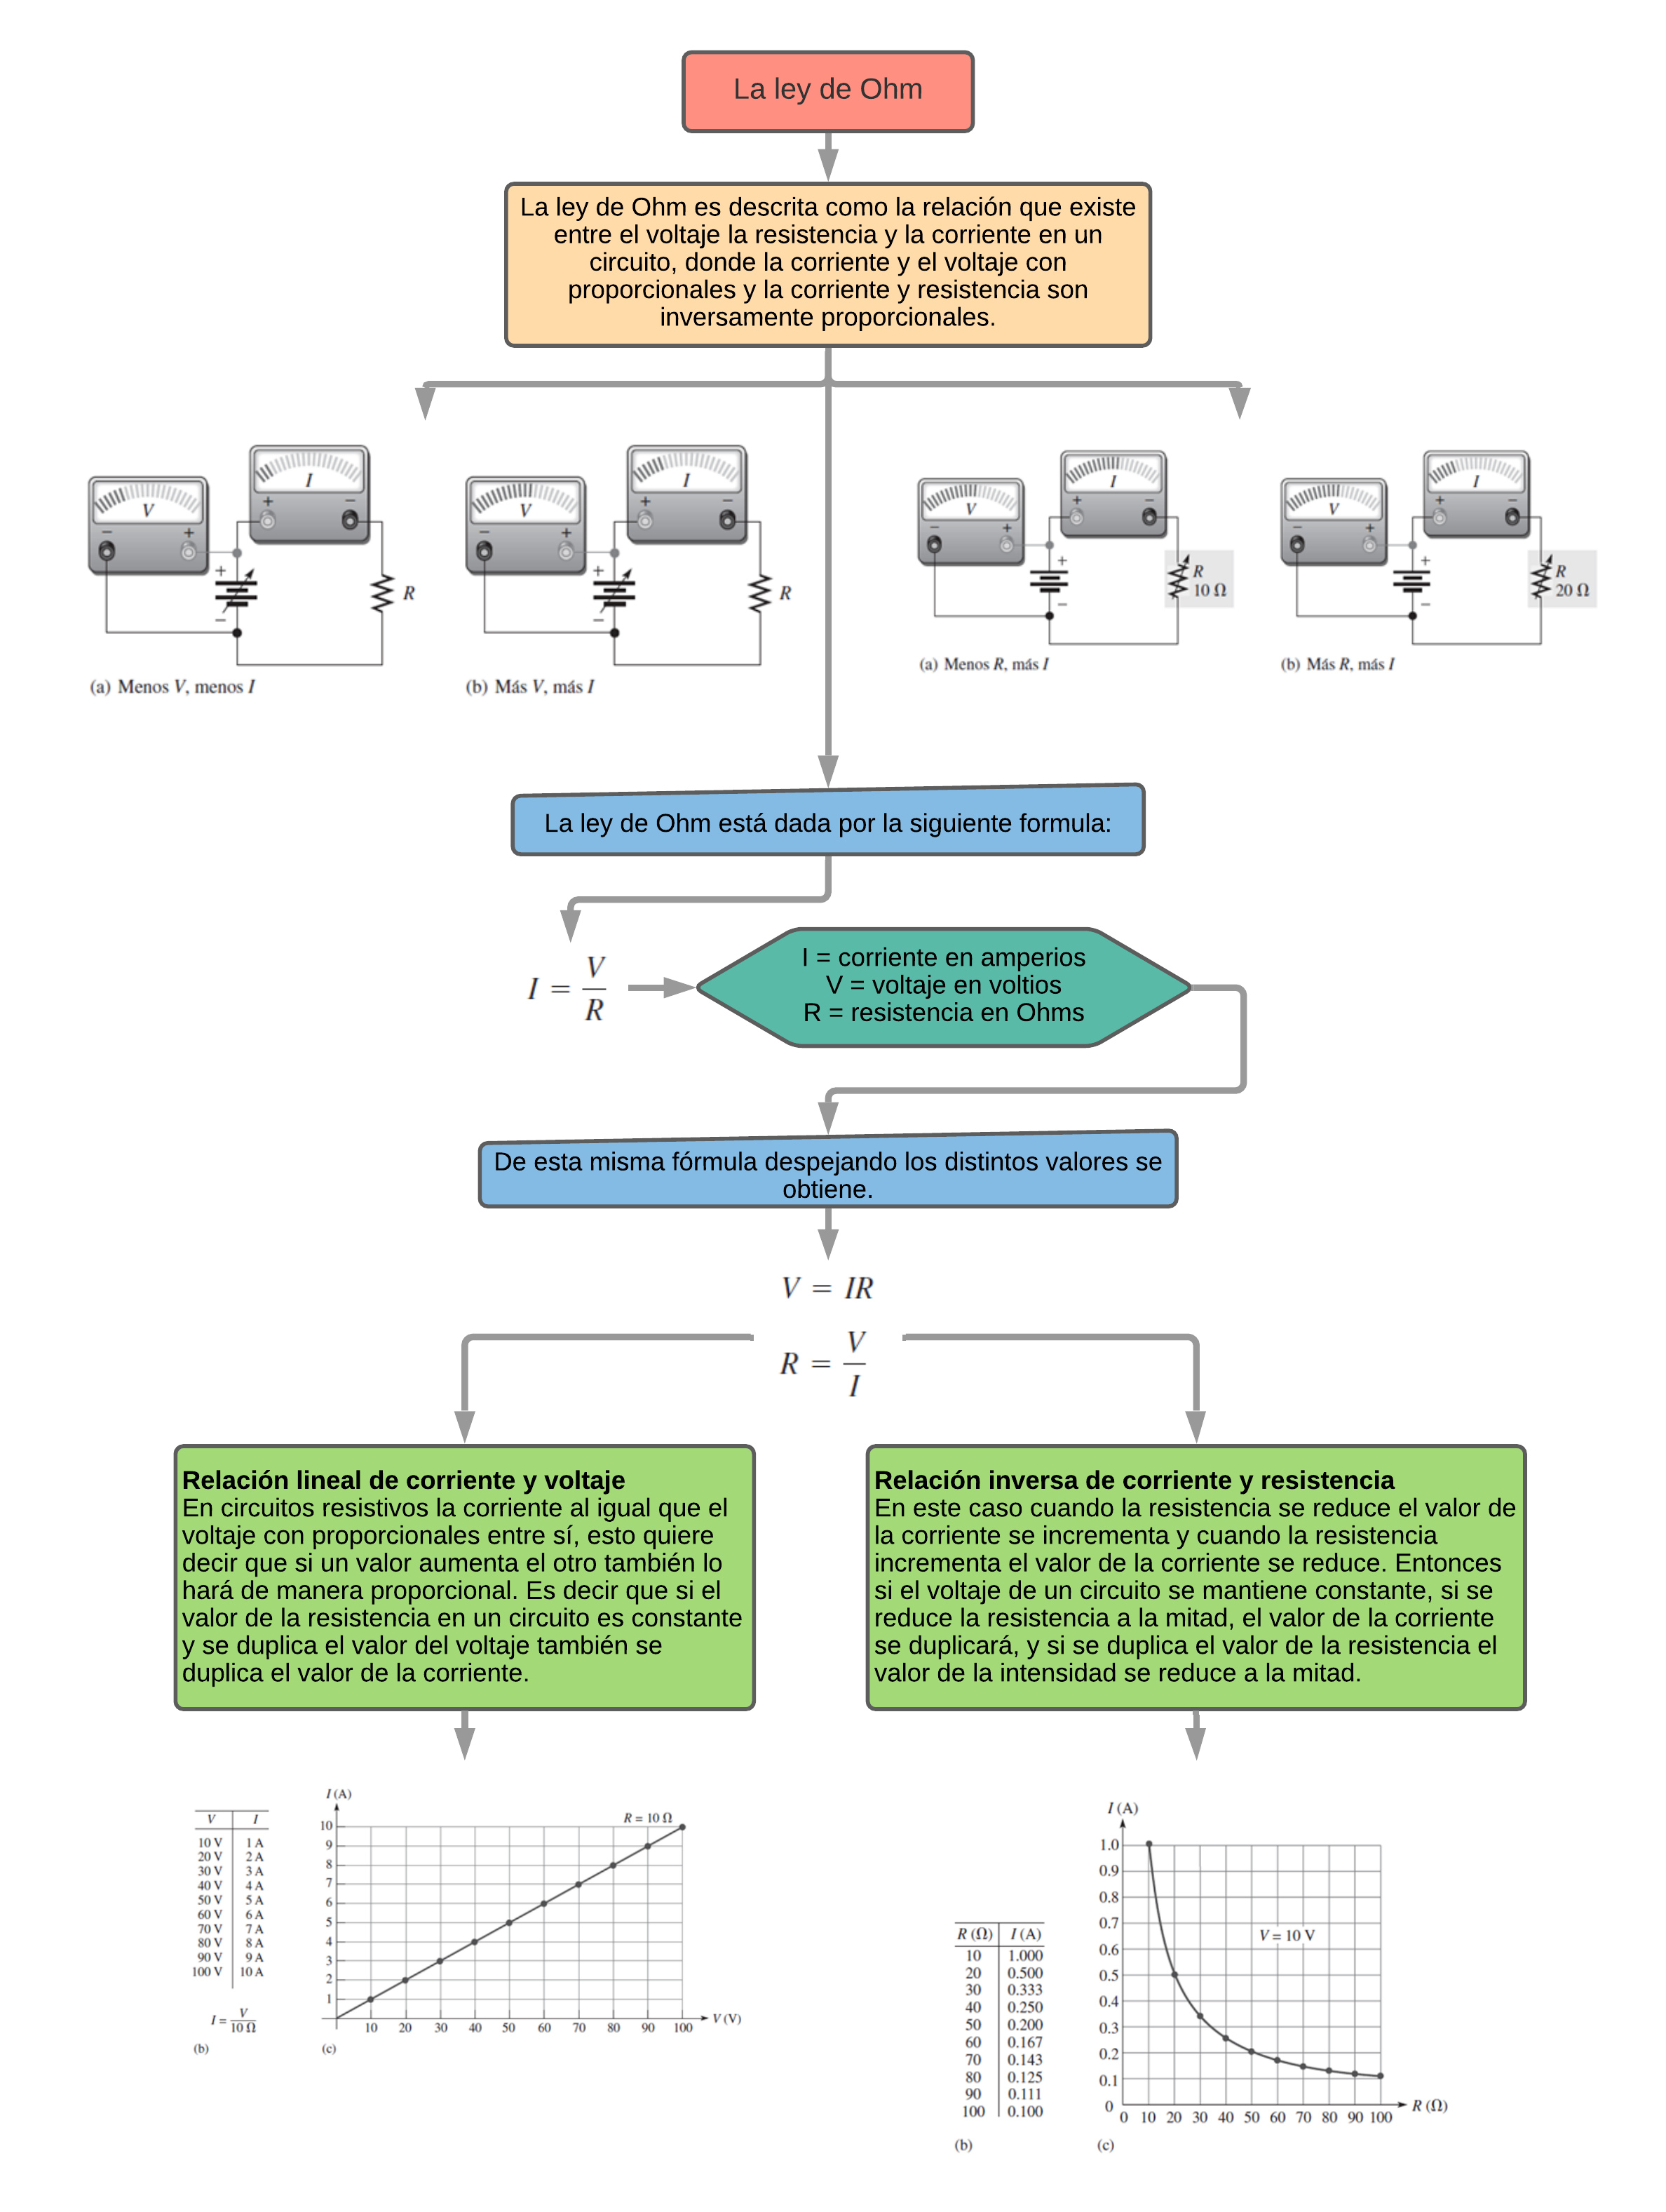 La ley de Ohm
La ley de Ohm es descrita como la relación que existe
entre el voltaje la resistencia y la corriente en un
circuito, donde la corriente y el voltaje con
proporcionales y la corriente y resistencia son
inversamente proporcionales.
V
− +
I
+ −
+
−
R
(a) Menos V, menos I
V
− +
I
+ −
+
−
R
(b) Más V, más I
V
− +
I
+ −
+
−
R
10 Ω
(a) Menos R, más I
V
− +
I
+ −
+
−
R
20 Ω
(b) Más R, más I
La ley de Ohm está dada por la siguiente formula:
I = V/R
I = corriente en amperios
V = voltaje en voltios
R = resistencia en Ohms
De esta misma fórmula despejando los distintos valores se
obtiene.
V = IR
R = V/I
Relación lineal de corriente y voltaje
En circuitos resistivos la corriente al igual que el
voltaje con proporcionales entre sí, esto quiere
decir que si un valor aumenta el otro también lo
hará de manera proporcional. Es decir que si el
valor de la resistencia en un circuito es constante
y se duplica el valor del voltaje también se
duplica el valor de la corriente.
Relación inversa de corriente y resistencia
En este caso cuando la resistencia se reduce el valor de
la corriente se incrementa y cuando la resistencia
incrementa el valor de la corriente se reduce. Entonces
si el voltaje de un circuito se mantiene constante, si se
reduce la resistencia a la mitad, el valor de la corriente
se duplicará, y si se duplica el valor de la resistencia el
valor de la intensidad se reduce a la mitad.
V I
10 V 1 A
20 V 2 A
30 V 3 A
40 V 4 A
50 V 5 A
60 V 6 A
70 V 7 A
80 V 8 A
90 V 9 A
100 V 10 A
I = V/10 Ω
(b)
I (A)
R = 10 Ω
10
9
8
7
6
5
4
3
2
1
10 20 30 40 50 60 70 80 90 100
V (V)
(c)
R (Ω) I (A)
10 1.000
20 0.500
30 0.333
40 0.250
50 0.200
60 0.167
70 0.143
80 0.125
90 0.111
100 0.100
(b)
I (A)
1.0
0.9
0.8
0.7
0.6
0.5
0.4
0.3
0.2
0.1
0
V = 10 V
0 10 20 30 40 50 60 70 80 90 100
R (Ω)
(c)